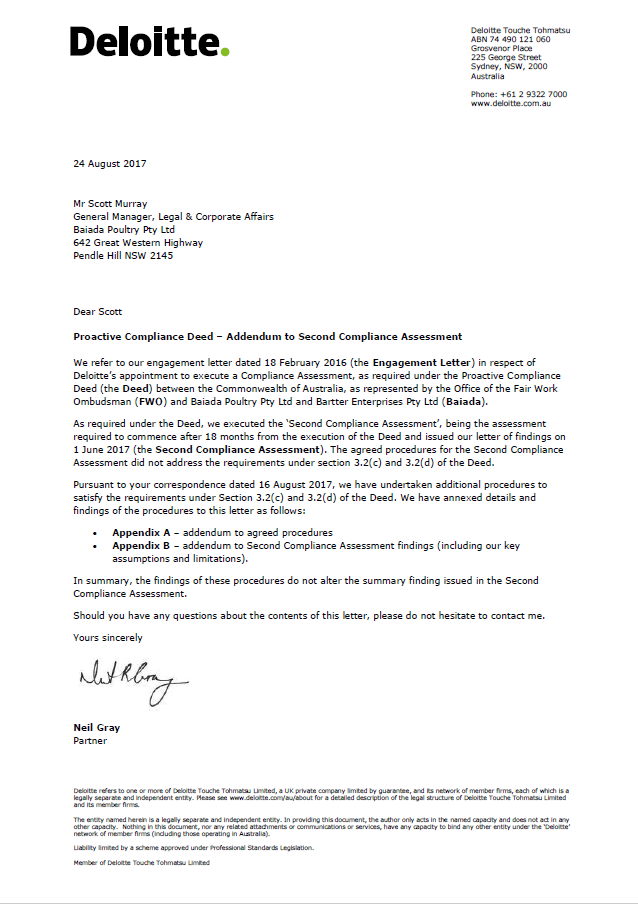 Deloitte.
Deloitte Touche Tohmatsu
ABN 74 490 121 060
Grosvenor Place
225 George Street
Sydney, NSW, 2000
Australia
Phone: +61 2 9322 7000
www.deloitte.com.au
24 August 2017
Mr Scott Murray
General Manager, Legal & Corporate Affairs
Baiada Poultry Pty Ltd
642 Great Western Highway
Pendle Hill NSW 2145
Dear Scott
Proactive Compliance Deed – Addendum to Second Compliance Assessment
We refer to our engagement letter dated 18 February 2016 (the Engagement Letter) in respect of
Deloitte's appointment to execute a Compliance Assessment, as required under the Proactive Compliance
Deed (the Deed) between the Commonwealth of Australia, as represented by the Office of the Fair Work
Ombudsman (FWO) and Baiada Poultry Pty Ltd and Bartter Enterprises Pty Ltd (Baiada).
As required under the Deed, we executed the 'Second Compliance Assessment', being the assessment
required to commence after 18 months from the execution of the Deed and issued our letter of findings on
1 June 2017 (the Second Compliance Assessment). The agreed procedures for the Second Compliance
Assessment did not address the requirements under section 3.2(c) and 3.2(d) of the Deed.
Pursuant to your correspondence dated 16 August 2017, we have undertaken additional procedures to
satisfy the requirements under Section 3.2(c) and 3.2(d) of the Deed. We have annexed details and
findings of the procedures to this letter as follows:
• Appendix A – addendum to agreed procedures
• Appendix B – addendum to Second Compliance Assessment findings (including our key
assumptions and limitations).
In summary, the findings of these procedures do not alter the summary finding issued in the Second
Compliance Assessment.
Should you have any questions about the contents of this letter, please do not hesitate to contact me.
Yours sincerely
Neil Gray
Partner
Deloitte refers to one or more of Deloitte Touche Tohmatsu Limited, a UK private company limited by guarantee, and its network of member firms, each of which is a
legally separate and independent entity. Please see www.deloitte.com/au/about for a detailed description of the legal structure of Deloitte Touche Tohmatsu Limited
and its member firms.
The entity named herein is a legally separate and independent entity. In providing this document, the author only acts in the named capacity and does not act in any
other capacity. Nothing in this document, nor any related attachments or communications or services, have any capacity to bind any other entity under the 'Deloitte'
network of member firms (including those operating in Australia).
Liability limited by a scheme approved under Professional Standards Legislation.
Member of Deloitte Touche Tohmatsu Limited